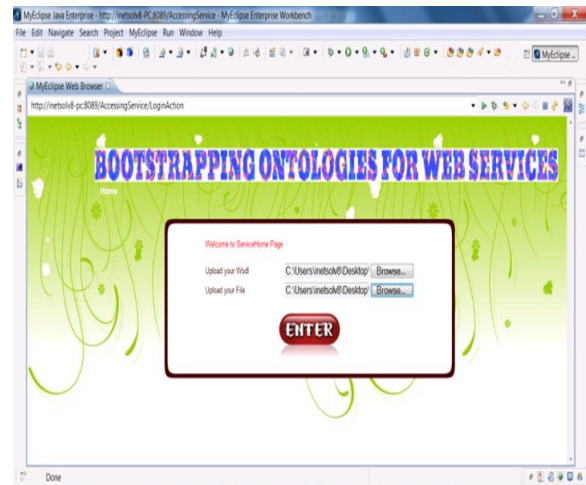 MyEclipse Java Enterprise - http://inetsolv8-PC:8089/AccessingService - MyEclipse Enterprise Workbench
File Edit Navigate Search Project MyEclipse Run Window Help
MyEclipse ...
MyEclipse Web Browser
http://inetsolv8-pc:8089/AccessingService/LoginAction
BOOTSTRAPPING ONTOLOGIES FOR WEB SERVICES
Home
Welcome to ServiceHome Page
Upload your Wsdl C:\Users\inetsolv8\Desktop\ Browse...
Upload your File C:\Users\inetsolv8\Desktop\ Browse...
ENTER
Done